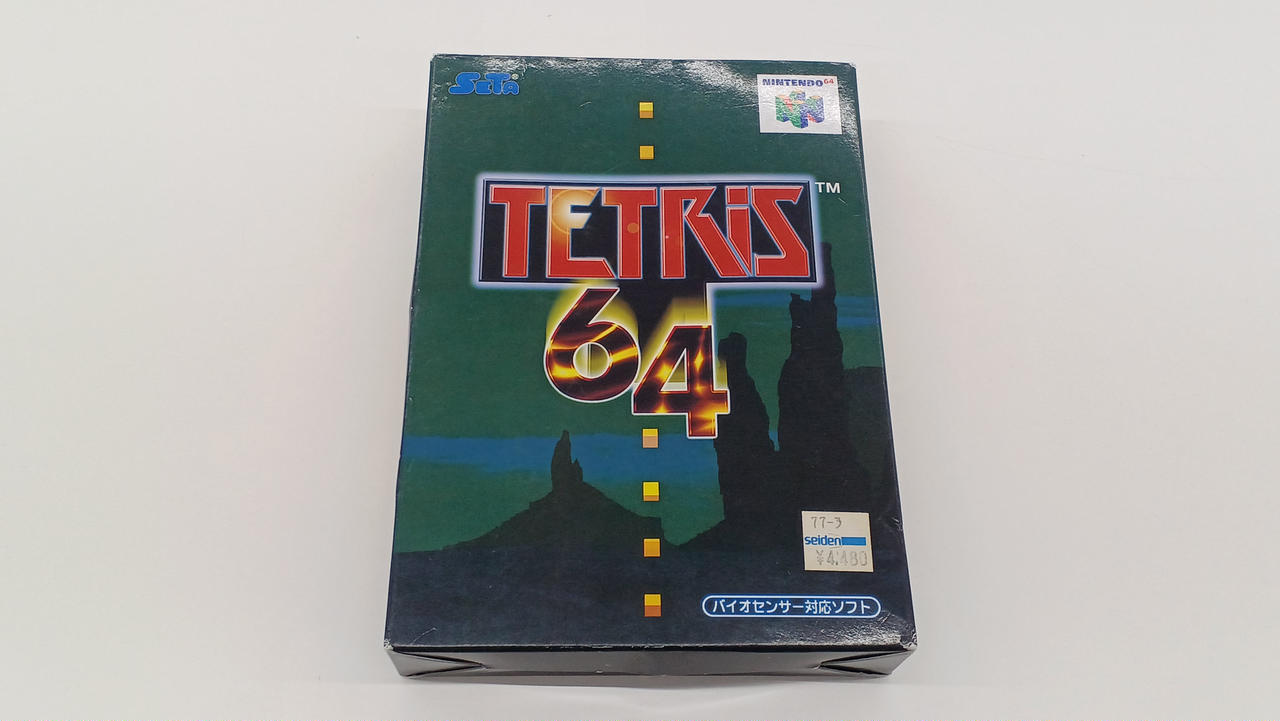 SETA®
NINTENDO64
TETRiS™
64
77-3
seiden
¥4,480
バイオセンサー対応ソフト